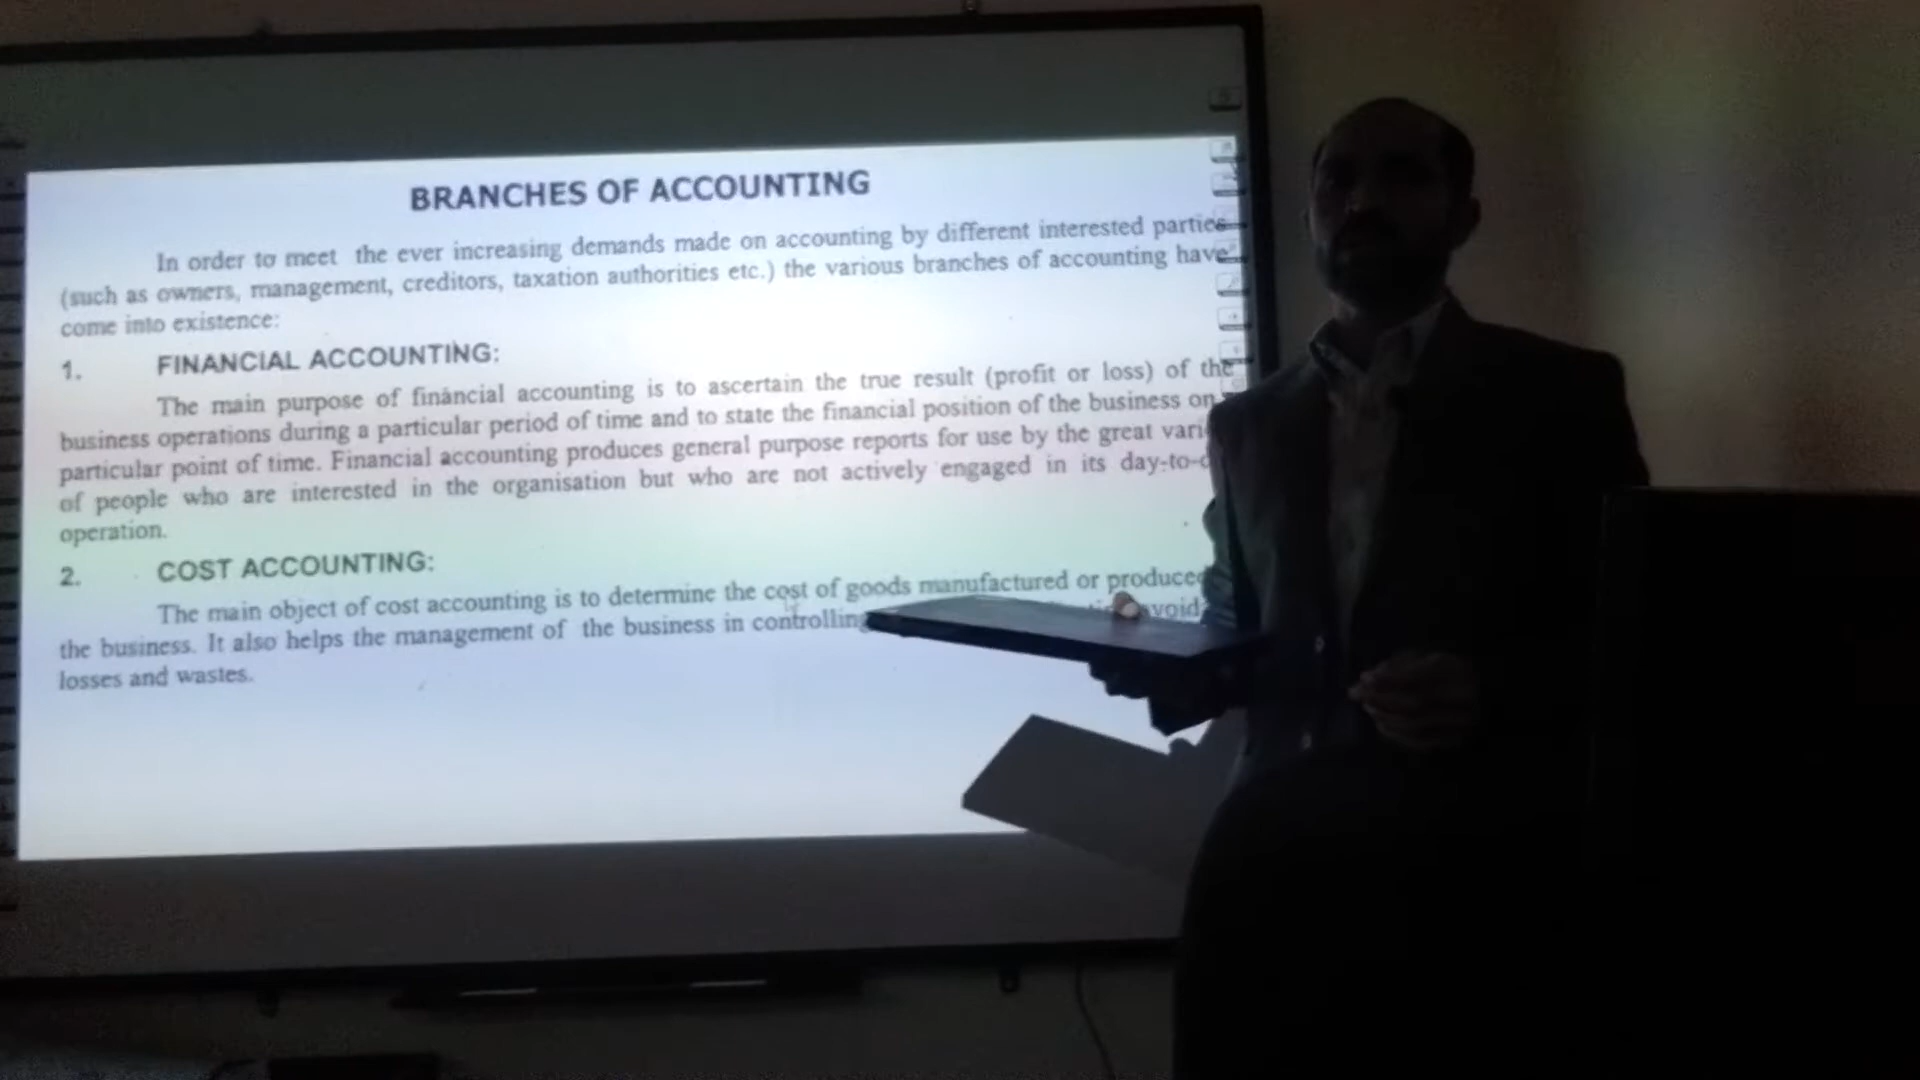 BRANCHES OF ACCOUNTING
In order to meet the ever increasing demands made on accounting by different interested parties
(such as owners, management, creditors, taxation authorities etc.) the various branches of accounting have
come into existence:
1. FINANCIAL ACCOUNTING:
The main purpose of financial accounting is to ascertain the true result (profit or loss) of the
business operations during a particular period of time and to state the financial position of the business on
particular point of time. Financial accounting produces general purpose reports for use by the great
of people who are interested in the organisation but who are not actively engaged in its day-to-
operation.
2. COST ACCOUNTING:
The main object of cost accounting is to determine the cost of goods manufactured or produced
the business. It also helps the management of the business in controlling
losses and wastes.